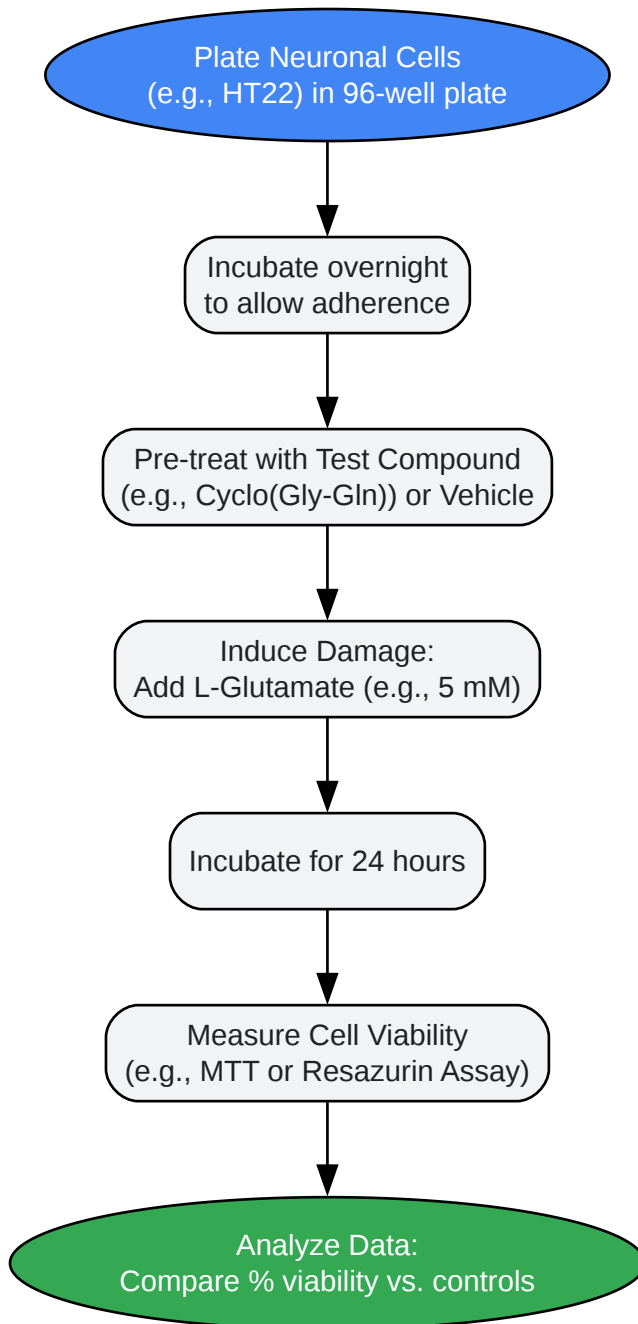 Plate Neuronal Cells
(e.g., HT22) in 96-well plate
Incubate overnight
to allow adherence
Pre-treat with Test Compound
(e.g., Cyclo(Gly-Gln)) or Vehicle
Induce Damage:
Add L-Glutamate (e.g., 5 mM)
Incubate for 24 hours
Measure Cell Viability
(e.g., MTT or Resazurin Assay)
Analyze Data:
Compare % viability vs. controls